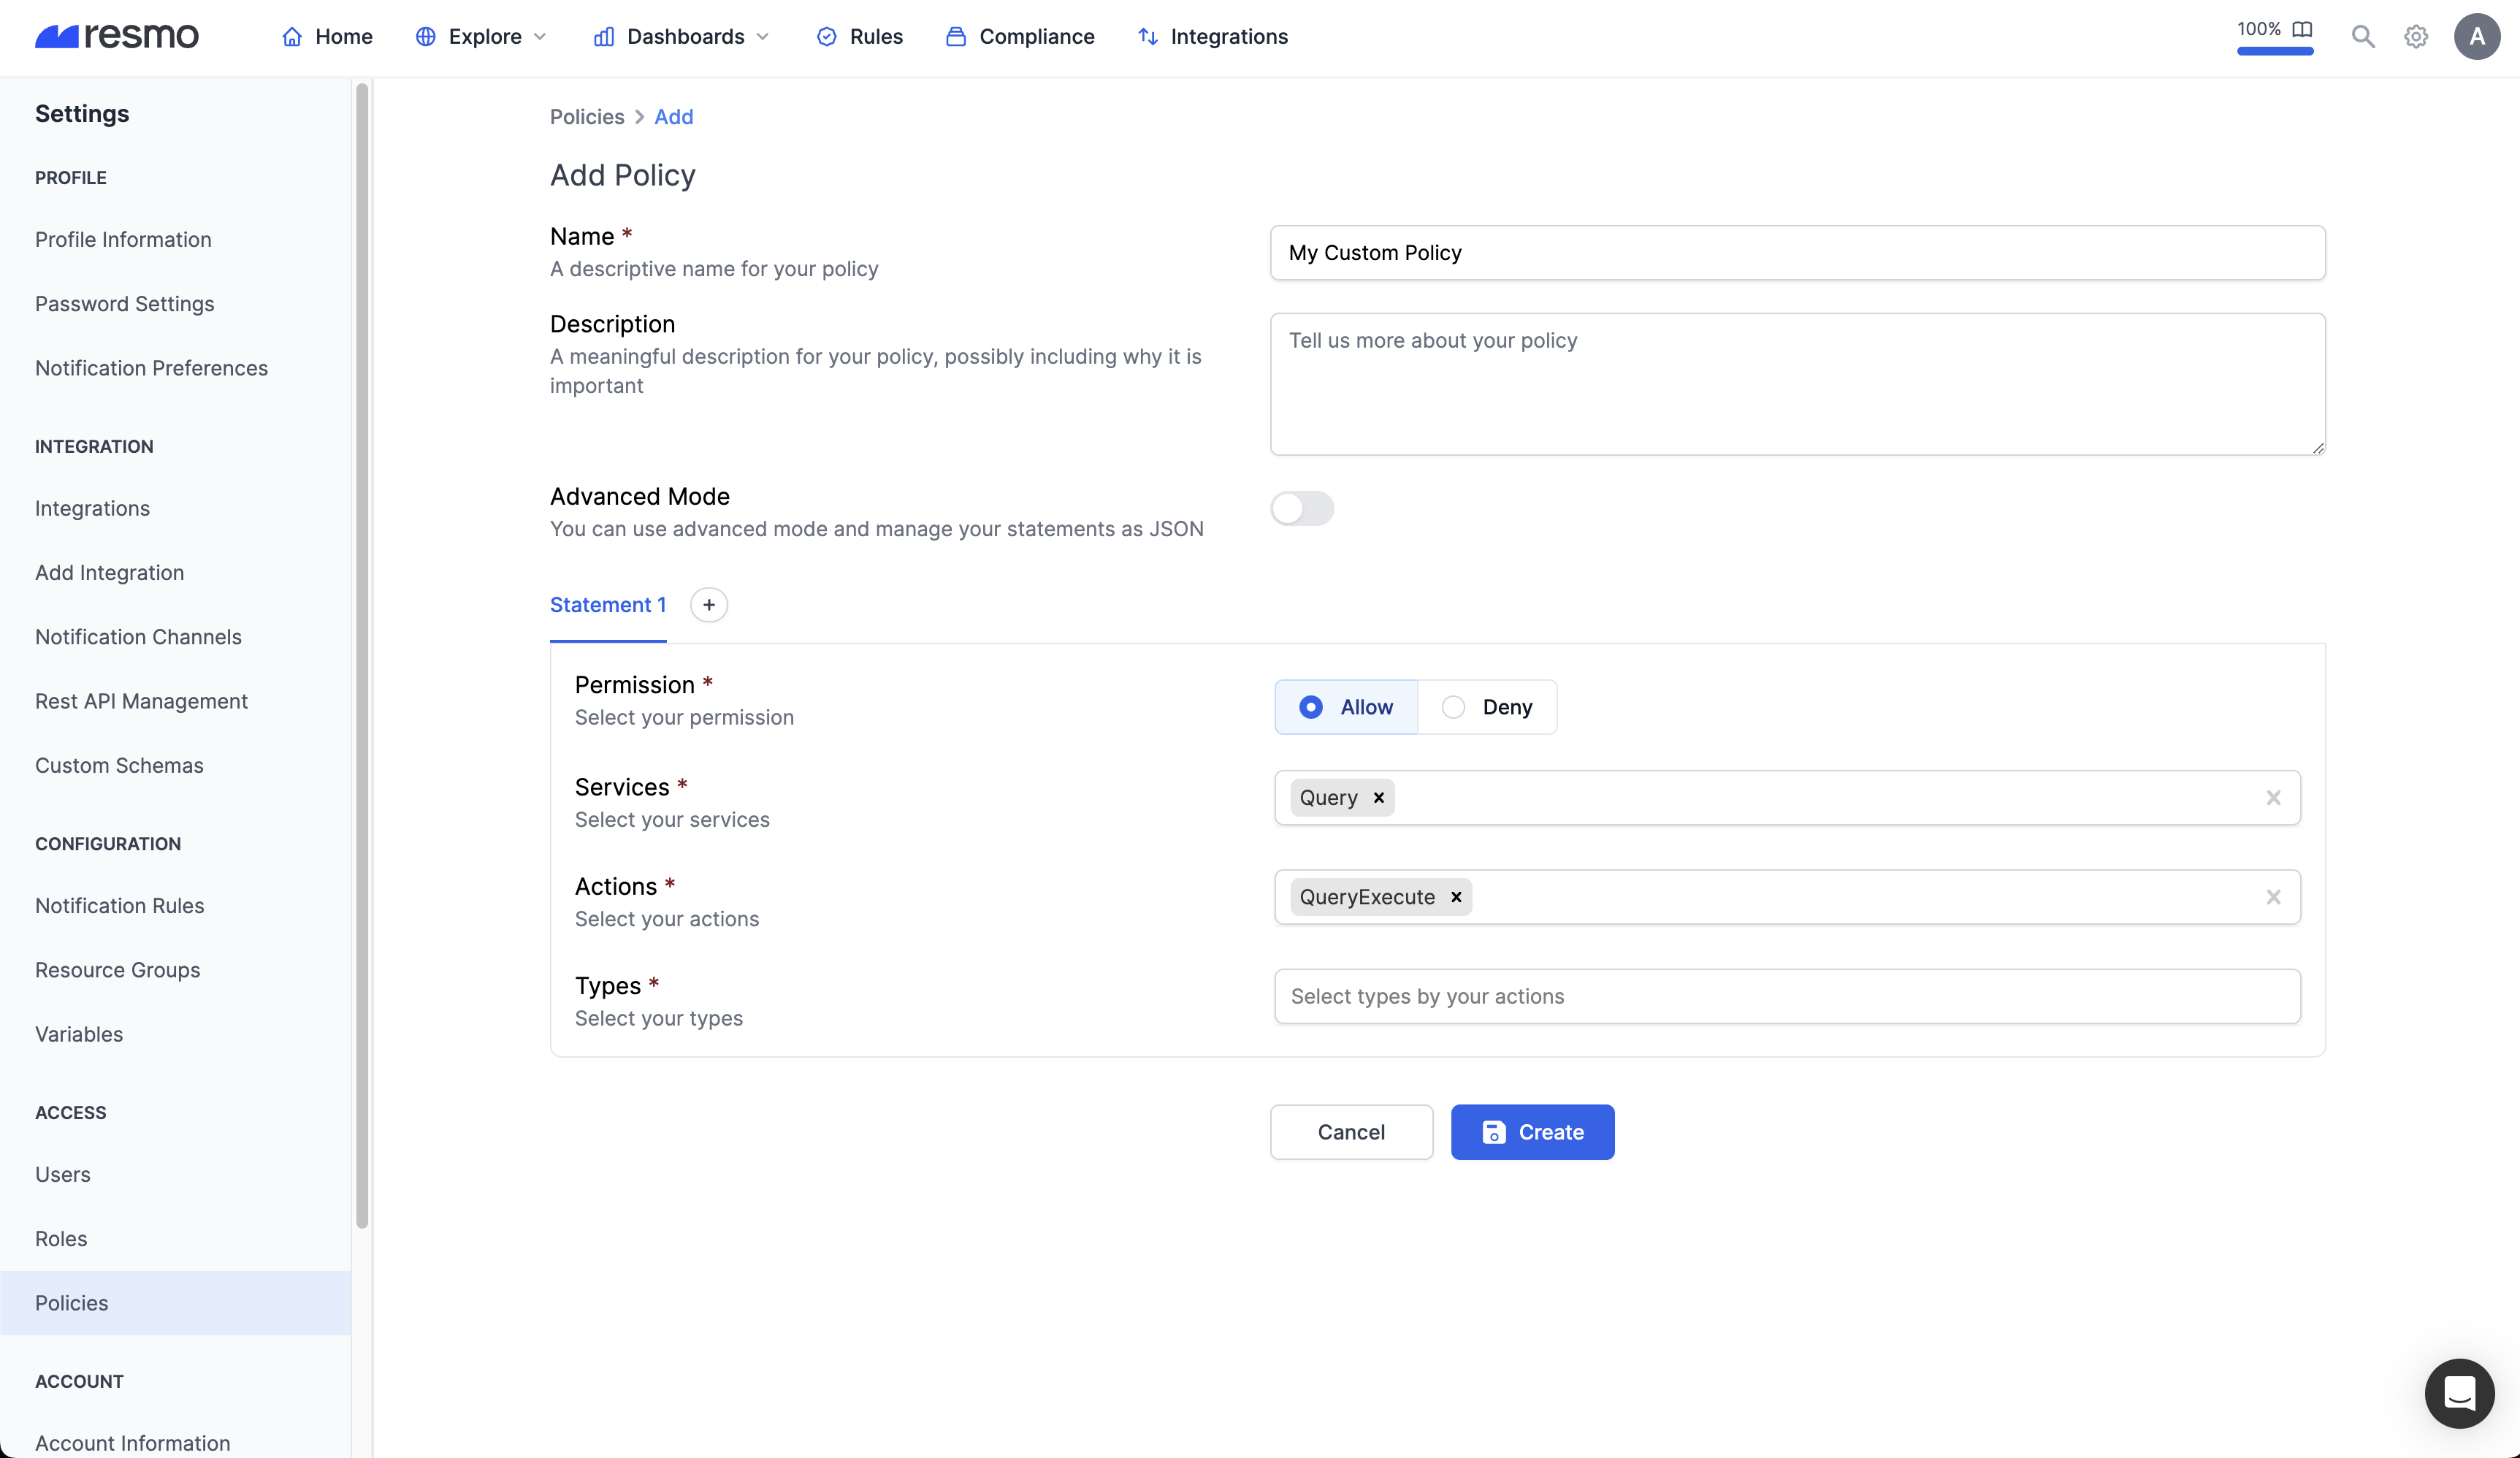 resmo
Home
Explore
Dashboards
Rules
Compliance
Integrations
100%
A
Settings
PROFILE
Profile Information
Password Settings
Notification Preferences
INTEGRATION
Integrations
Add Integration
Notification Channels
Rest API Management
Custom Schemas
CONFIGURATION
Notification Rules
Resource Groups
Variables
ACCESS
Users
Roles
Policies
ACCOUNT
Account Information
Policies > Add
Add Policy
Name *
A descriptive name for your policy
My Custom Policy
Description
A meaningful description for your policy, possibly including why it is
important
Tell us more about your policy
Advanced Mode
You can use advanced mode and manage your statements as JSON
Statement 1
+
Permission *
Select your permission
Allow
Deny
Services *
Select your services
Query ×
Actions *
Select your actions
QueryExecute ×
Types *
Select your types
Select types by your actions
Cancel
Create